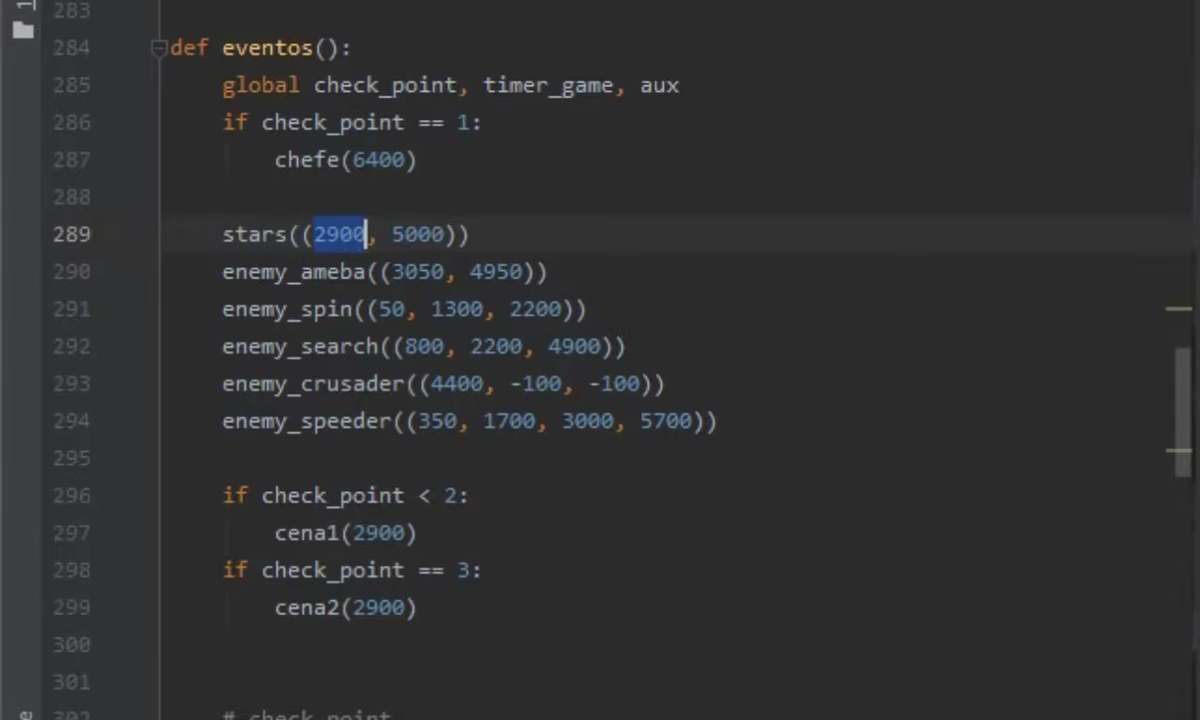 283
284 def eventos():
285 global check_point, timer_game, aux
286 if check_point == 1:
287 chefe(6400)
288
289 stars((2900, 5000))
290 enemy_ameba((3050, 4950))
291 enemy_spin((50, 1300, 2200))
292 enemy_search((800, 2200, 4900))
293 enemy_crusader((4400, -100, -100))
294 enemy_speeder((350, 1700, 3000, 5700))
295
296 if check_point < 2:
297 cena1(2900)
298 if check_point == 3:
299 cena2(2900)
300
301
302 # check point